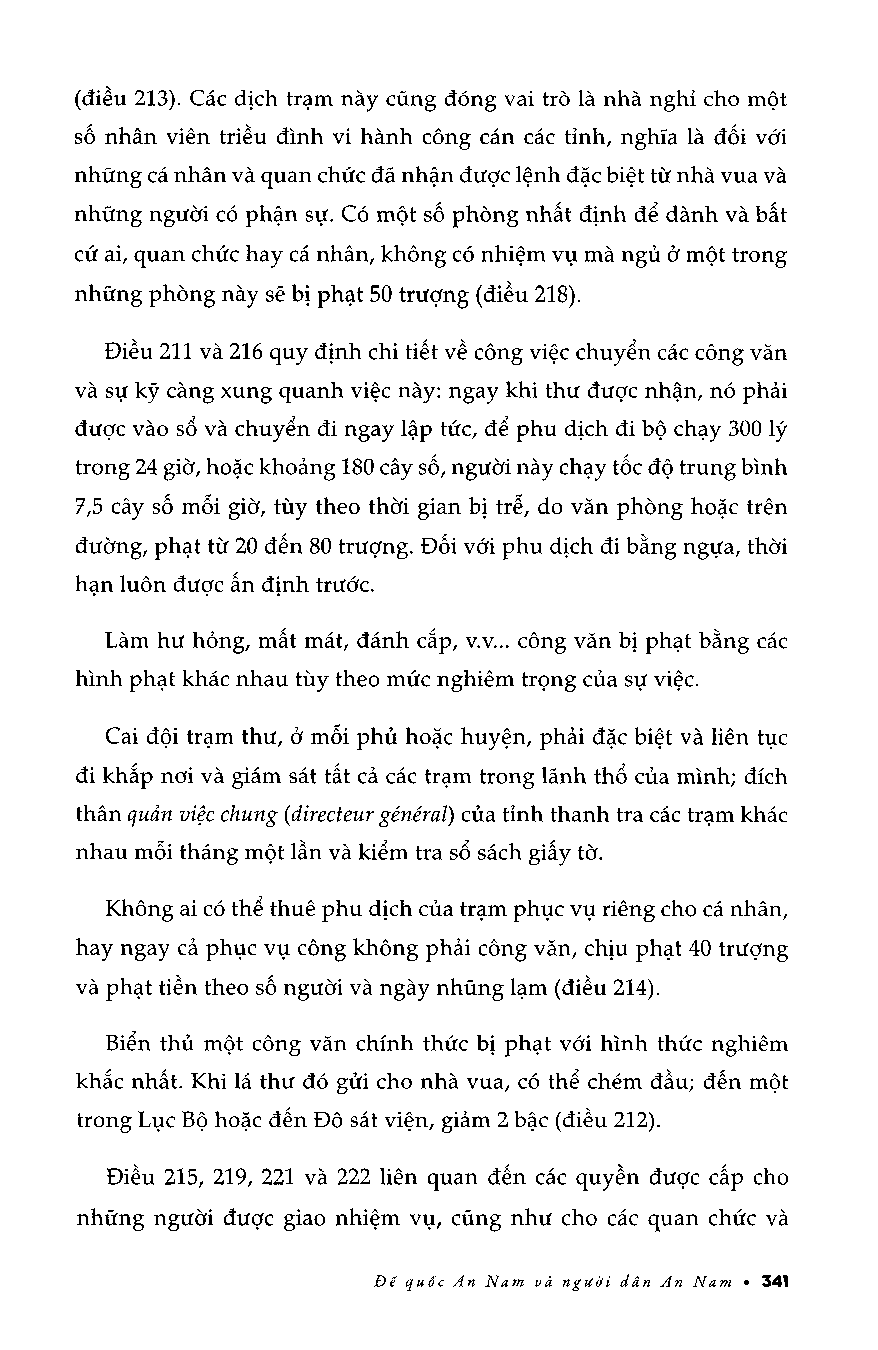 (điều 213). Các dịch trạm này cũng đóng vai trò là nhà nghỉ cho một
số nhân viên triều đình vi hành công cán các tỉnh, nghĩa là đối với
những cá nhân và quan chức đã nhận được lệnh đặc biệt từ nhà vua và
những người có phận sự. Có một số phòng nhất định để dành và bất
cứ ai, quan chức hay cá nhân, không có nhiệm vụ mà ngủ ở một trong
những phòng này sẽ bị phạt 50 trượng (điều 218).
Điều 211 và 216 quy định chi tiết về công việc chuyển các công văn
và sự kỹ càng xung quanh việc này: ngay khi thư được nhận, nó phải
được vào sổ và chuyển đi ngay lập tức, để phu dịch đi bộ chạy 300 lý
trong 24 giờ, hoặc khoảng 180 cây số, người này chạy tốc độ trung bình
7,5 cây số mỗi giờ, tùy theo thời gian bị trễ, do văn phòng hoặc trên
đường, phạt từ 20 đến 80 trượng. Đối với phu dịch đi bằng ngựa, thời
hạn luôn được ấn định trước.
Làm hư hỏng, mất mát, đánh cắp, v.v... công văn bị phạt bằng các
hình phạt khác nhau tùy theo mức nghiêm trọng của sự việc.
Cai đội trạm thư, ở mỗi phủ hoặc huyện, phải đặc biệt và liên tục
đi khắp nơi và giám sát tất cả các trạm trong lãnh thổ của mình; đích
thân quản việc chung (directeur général) của tỉnh thanh tra các trạm khác
nhau mỗi tháng một lần và kiểm tra sổ sách giấy tờ.
Không ai có thể thuê phu dịch của trạm phục vụ riêng cho cá nhân,
hay ngay cả phục vụ công không phải công văn, chịu phạt 40 trượng
và phạt tiền theo số người và ngày nhũng lạm (điều 214).
Biển thủ một công văn chính thức bị phạt với hình thức nghiêm
khắc nhất. Khi lá thư đó gửi cho nhà vua, có thể chém đầu; đến một
trong Lục Bộ hoặc đến Đô sát viện, giảm 2 bậc (điều 212).
Điều 215, 219, 221 và 222 liên quan đến các quyền được cấp cho
những người được giao nhiệm vụ, cũng như cho các quan chức và
Đế quốc An Nam và người dân An Nam • 341